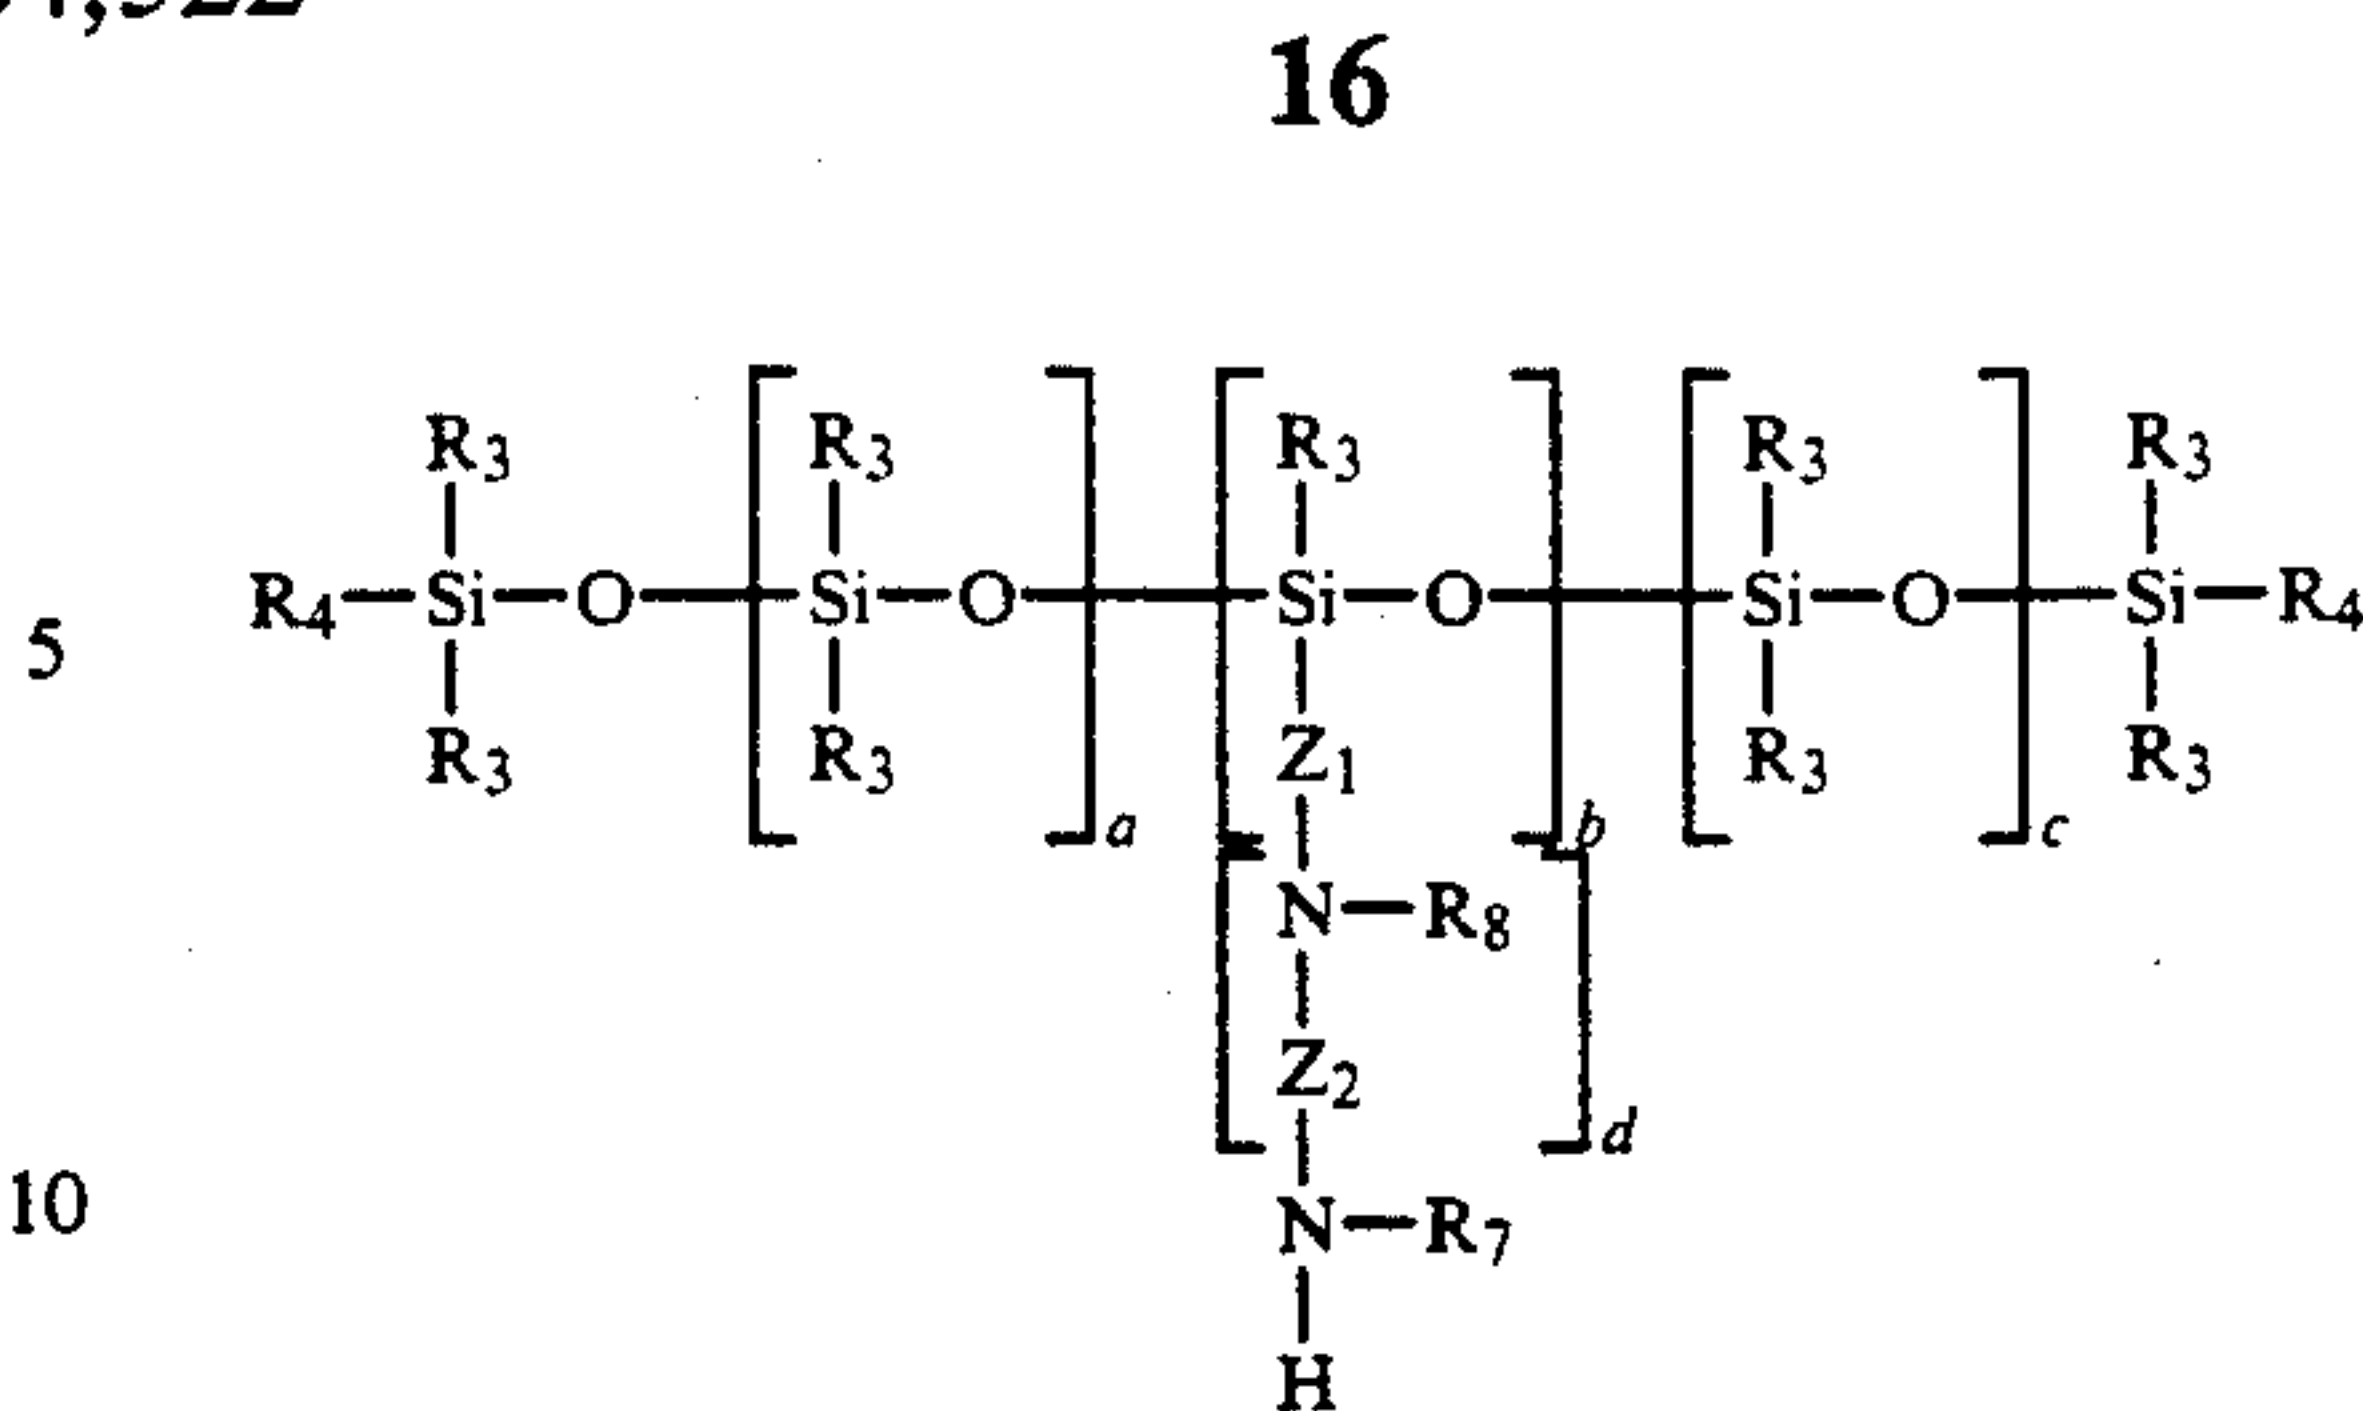 16
R3 R3 R3 R3 R3
5 R4—Si—O—[Si—O]a—[Si—O]b—[Si—O]c—Si—R4
R3 R3 Z1 R3 R3
N—R8
Z2
d
10 N—R7
H